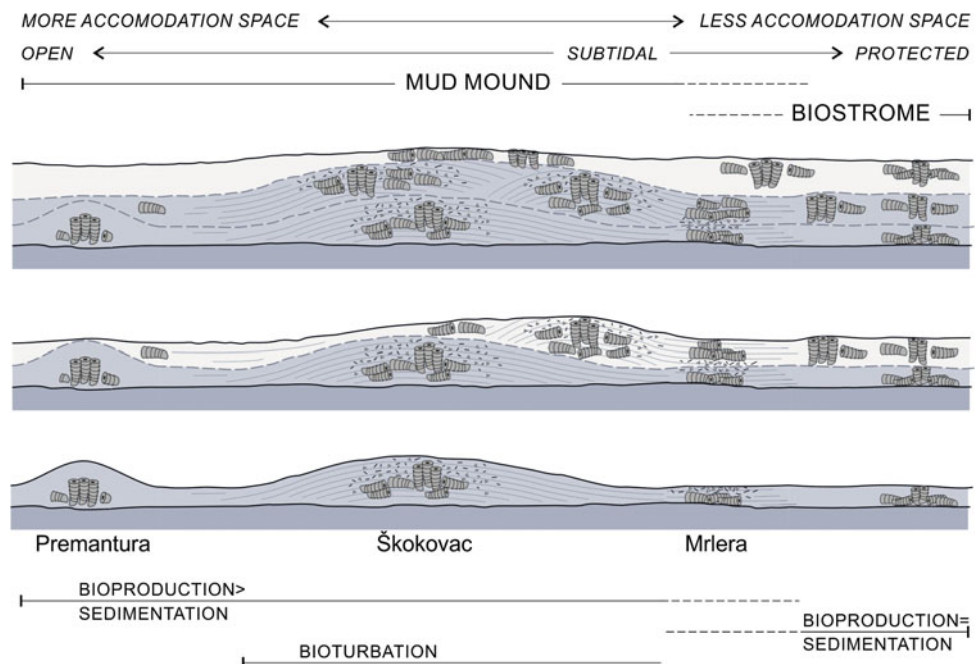 MORE ACCOMODATION SPACE LESS ACCOMODATION SPACE
OPEN SUBTIDAL PROTECTED
MUD MOUND
BIOSTROME
Premantura Škokovac Mrlera
BIOPRODUCTION>
SEDIMENTATION
BIOPRODUCTION=
SEDIMENTATION
BIOTURBATION